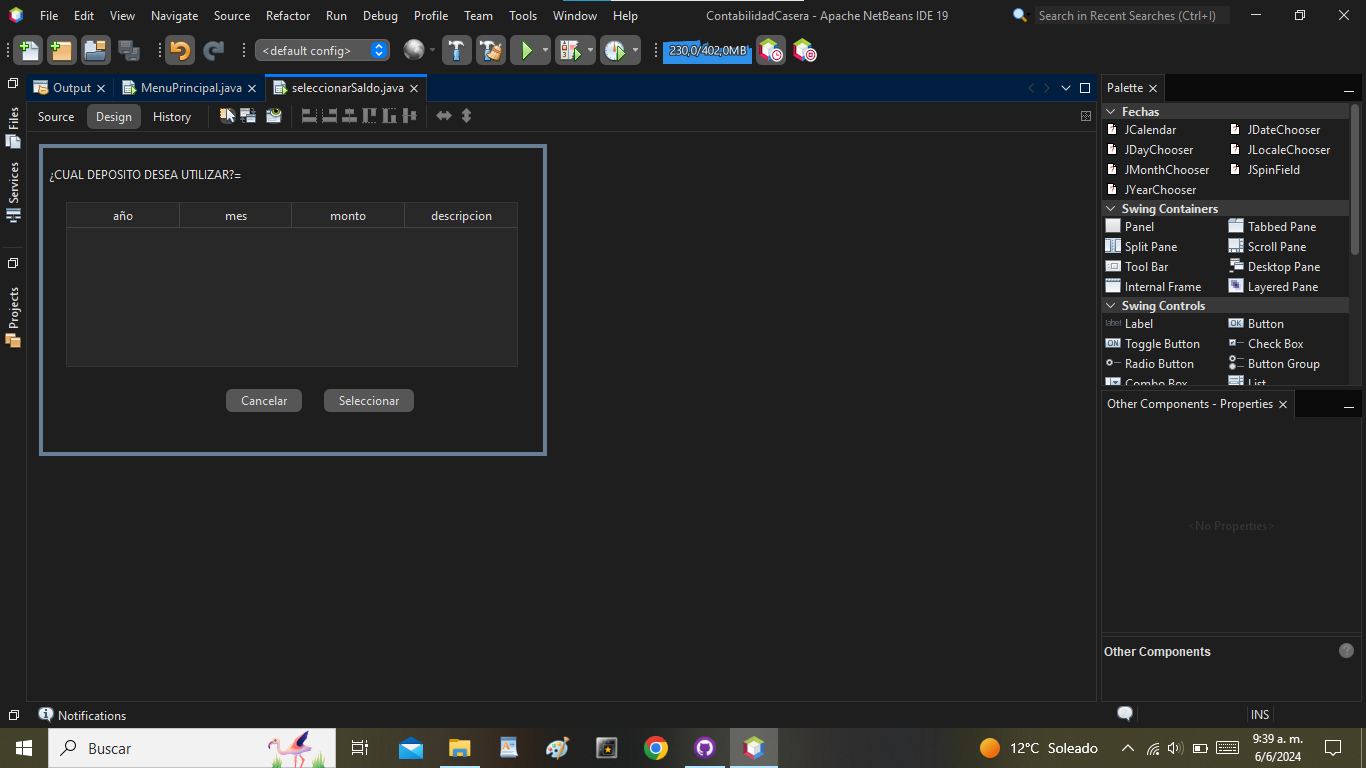 File Edit View Navigate Source Refactor Run Debug Profile Team Tools Window Help ContabilidadCasera - Apache NetBeans IDE 19 Search in Recent Searches (Ctrl+I)
<default config> 230,0/402,0MB
Output MenuPrincipal.java seleccionarSaldo.java
Source Design History
Files
Services
Projects
¿CUAL DEPOSITO DESEA UTILIZAR?=
año mes monto descripcion
Cancelar Seleccionar
Palette
Fechas
JCalendar JDateChooser
JDayChooser JLocaleChooser
JMonthChooser JSpinField
JYearChooser
Swing Containers
Panel Tabbed Pane
Split Pane Scroll Pane
Tool Bar Desktop Pane
Internal Frame Layered Pane
Swing Controls
label Label OK Button
ON Toggle Button Check Box
Radio Button Button Group
Combo Box List
Other Components - Properties
<No Properties>
Other Components
Notifications INS
Buscar 12°C Soleado 9:39 a. m.
6/6/2024